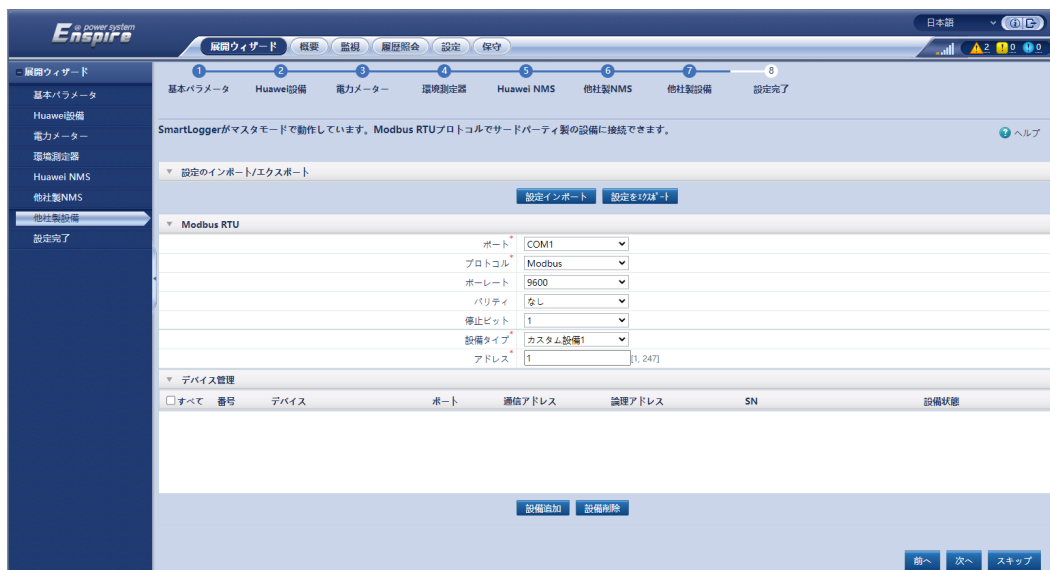 Enspire e power system
日本語
展開ウィザード 概要 監視 履歴照会 設定 保守
2 0 0
展開ウィザード
基本パラメータ
Huawei設備
電力メーター
環境測定器
Huawei NMS
他社製NMS
他社製設備
設定完了
1 2 3 4 5 6 7 8
基本パラメータ Huawei設備 電力メーター 環境測定器 Huawei NMS 他社製NMS 他社製設備 設定完了
SmartLoggerがマスタモードで動作しています。Modbus RTUプロトコルでサードパーティ製の設備に接続できます。
ヘルプ
設定のインポート/エクスポート
設定インポート 設定をエクスポート
Modbus RTU
ポート* COM1
プロトコル* Modbus
ボーレート 9600
パリティ なし
停止ビット 1
設備タイプ* カスタム設備1
アドレス* 1 [1, 247]
デバイス管理
すべて 番号 デバイス ポート 通信アドレス 論理アドレス SN 設備状態
設備追加 設備削除
前へ 次へ スキップ